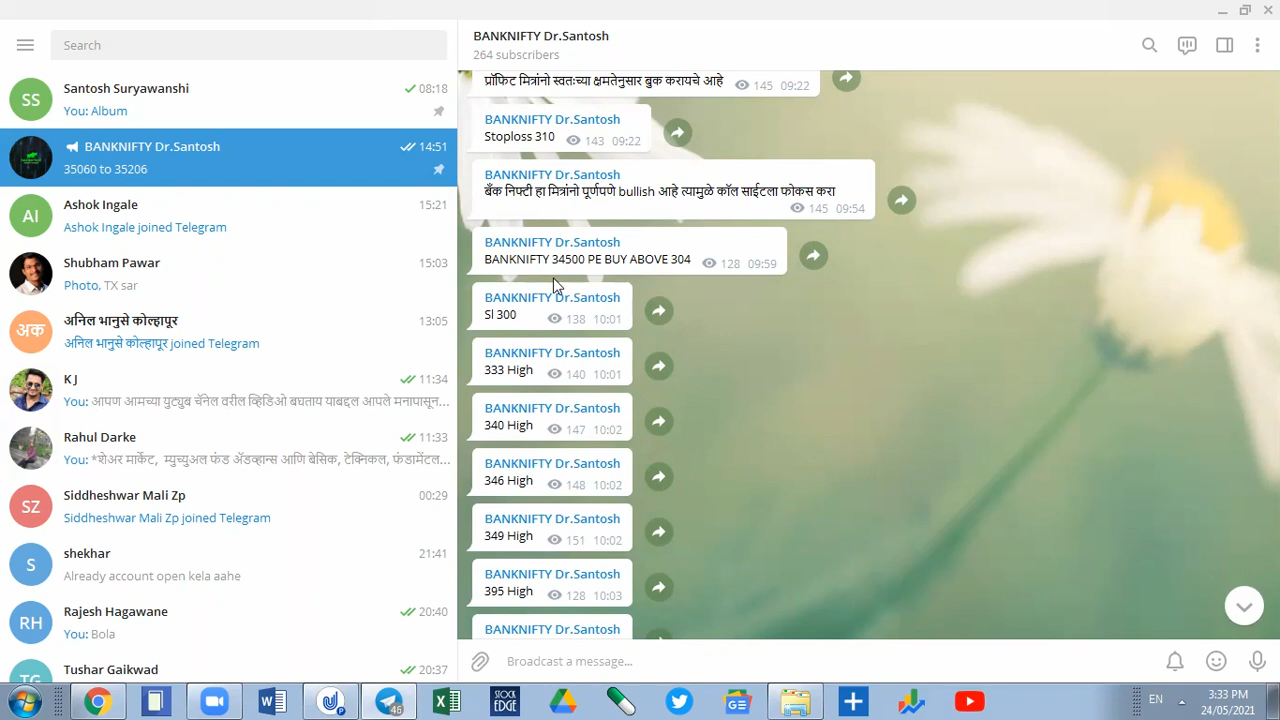 Search
Santosh Suryawanshi
08:18
You: Album
SS
BANKNIFTY Dr.Santosh
14:51
35060 to 35206
AI
Ashok Ingale
15:21
Ashok Ingale joined Telegram
Shubham Pawar
15:03
Photo, TX sar
अक
अनिल भानुसे कोल्हापूर
13:05
अनिल भानुसे कोल्हापूर joined Telegram
K J
11:34
You: आपण आमच्या युट्युब चॅनेल वरील व्हिडिओ बघताय याबद्दल आपले मनापासून...
Rahul Darke
11:33
You: *शेअर मार्केट, म्युच्युअल फंड अॅडव्हान्स आणि बेसिक, टेक्निकल, फंडामेंटल...
SZ
Siddheshwar Mali Zp
00:29
Siddheshwar Mali Zp joined Telegram
S
shekhar
21:41
Already account open kela aahe
RH
Rajesh Hagawane
20:40
You: Bola
TG
Tushar Gaikwad
20:37
BANKNIFTY Dr.Santosh
264 subscribers
प्रॉफिट मित्रांनो स्वतःच्या क्षमतेनुसार बुक करायचे आहे 145 09:22
BANKNIFTY Dr.Santosh
Stoploss 310 143 09:22
BANKNIFTY Dr.Santosh
बँक निफ्टी हा मित्रांनो पूर्णपणे bullish आहे त्यामुळे कॉल साईटला फोकस करा
145 09:54
BANKNIFTY Dr.Santosh
BANKNIFTY 34500 PE BUY ABOVE 304 128 09:59
BANKNIFTY Dr.Santosh
Sl 300 138 10:01
BANKNIFTY Dr.Santosh
333 High 140 10:01
BANKNIFTY Dr.Santosh
340 High 147 10:02
BANKNIFTY Dr.Santosh
346 High 148 10:02
BANKNIFTY Dr.Santosh
349 High 151 10:02
BANKNIFTY Dr.Santosh
395 High 128 10:03
BANKNIFTY Dr.Santosh
Broadcast a message...
46
STOCK
EDGE
EN
3:33 PM
24/05/2021